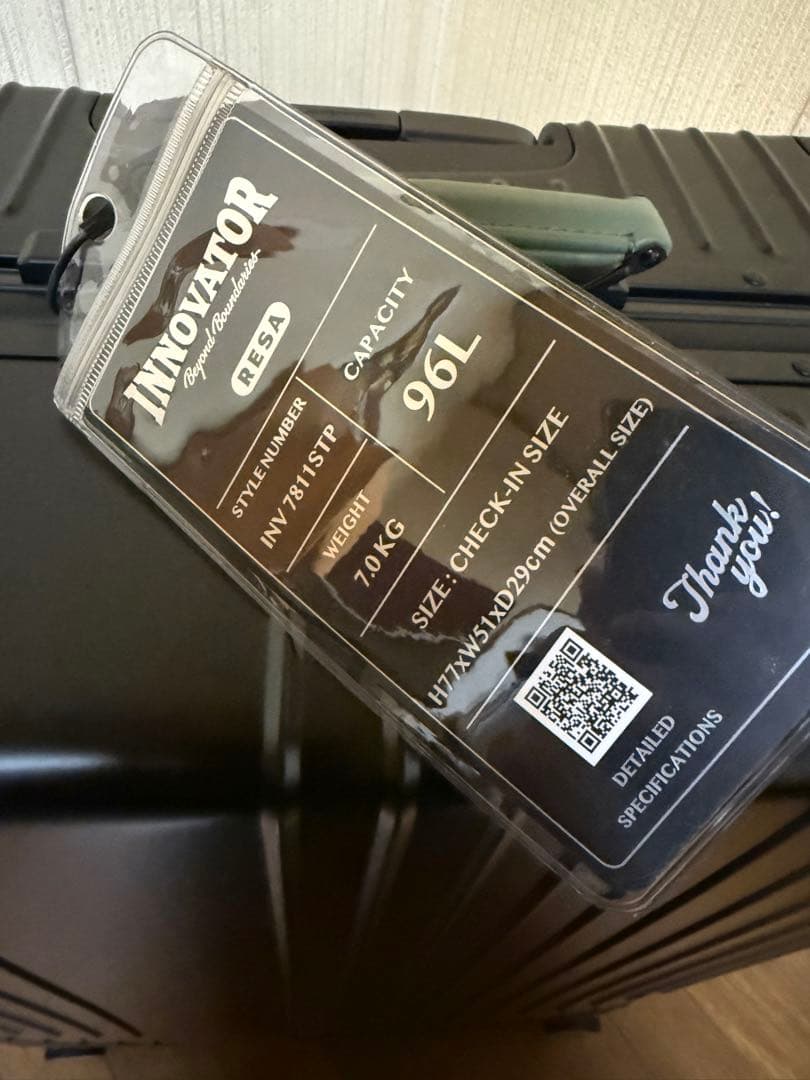 INNOVATOR
Beyond Boundaries
RESA
STYLE NUMBER
INV 7811STP
WEIGHT
7.0 KG
CAPACITY
96L
SIZE : CHECK-IN SIZE
H77xW51xD29cm (OVERALL SIZE)
DETAILED
SPECIFICATIONS
Thank
you!